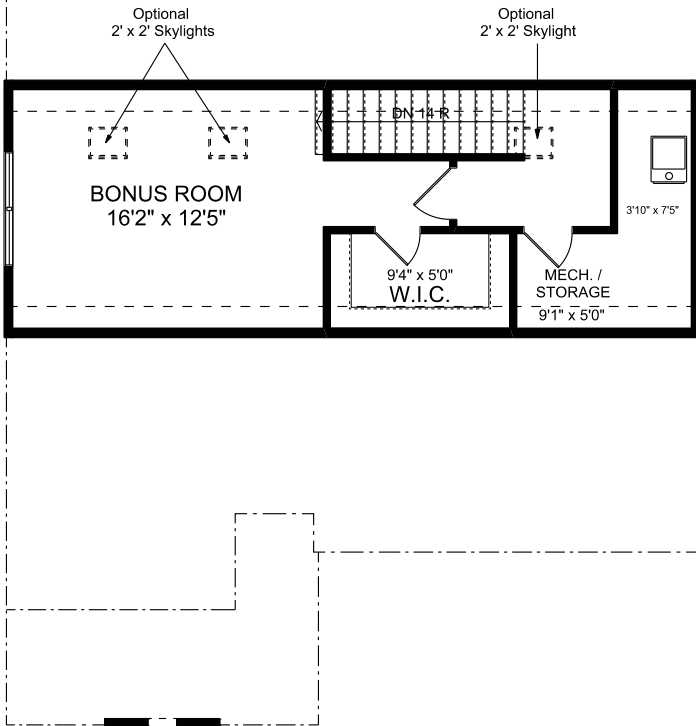 Optional
2' x 2' Skylights
Optional
2' x 2' Skylight
DN 14 R
BONUS ROOM
16'2" x 12'5"
3'10" x 7'5"
9'4" x 5'0"
W.I.C.
MECH. /
STORAGE
9'1" x 5'0"